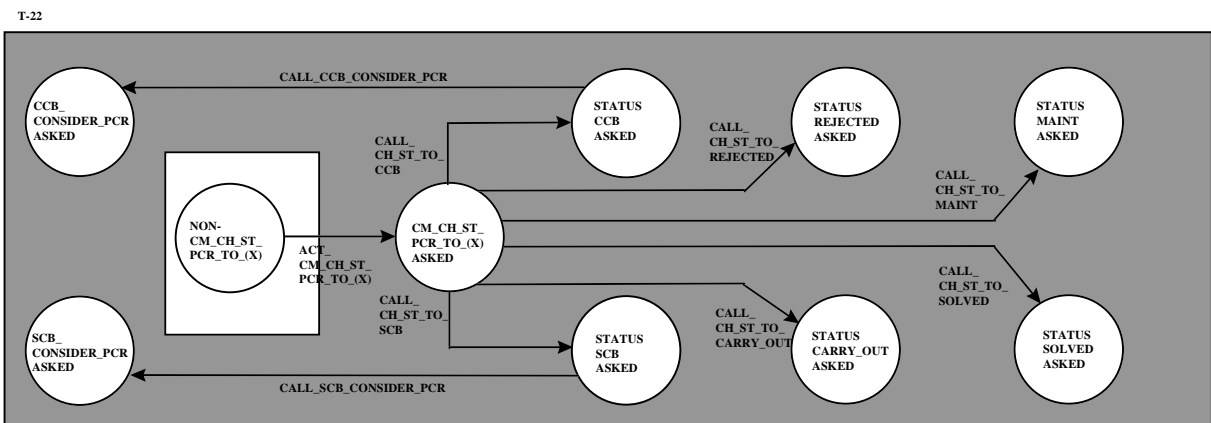 T-22
CCB_
CONSIDER_PCR
ASKED
CALL_CCB_CONSIDER_PCR
STATUS
CCB
ASKED
STATUS
REJECTED
ASKED
STATUS
MAINT
ASKED
CALL_
CH_ST_TO_
CCB
CALL_
CH_ST_TO_
REJECTED
CALL_
CH_ST_TO_
MAINT
NON-
CM_CH_ST_
PCR_TO_(X)
ACT_
CM_CH_ST_
PCR_TO_(X)
CM_CH_ST_
PCR_TO_(X)
ASKED
CALL_
CH_ST_TO_
SCB
CALL_
CH_ST_TO_
CARRY_OUT
CALL_
CH_ST_TO_
SOLVED
SCB_
CONSIDER_PCR
ASKED
CALL_SCB_CONSIDER_PCR
STATUS
SCB
ASKED
STATUS
CARRY_OUT
ASKED
STATUS
SOLVED
ASKED